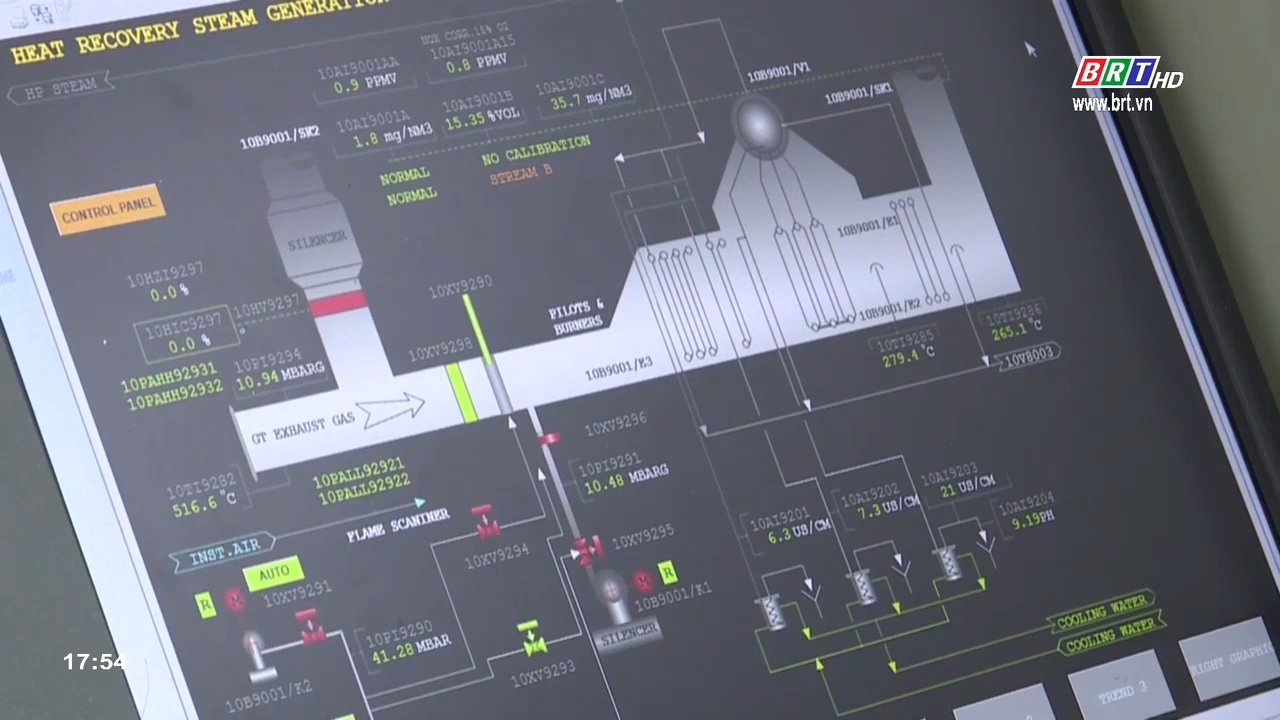 HEAT RECOVERY STEAM GENERATION
HP STEAM
10AI9001AA
0.9 PPMV
NOX CORR.15% O2
10AI9001A15
0.8 PPMV
10AI9001A
1.8 mg/NM3
10AI9001B
15.35 %VOL
10AI9001C
35.7 mg/NM3
10B9001/V1
10B9001/SK1
10B9001/SK2
BRT HD
www.brt.vn
NORMAL
NORMAL
NO CALIBRATION
STREAM B
CONTROL PANEL
SILENCER
10HZI9297
0.0 %
10HIC9297
0.0 %
10HV9297
10PAHH92931
10PAHH92932
10PI9294
10.94 MBARG
10XV9290
10XV9298
PILOTS &
BURNERS
10B9001/E3
10B9001/E1
10B9001/E2
10TI9285
279.4 °C
10TI9286
265.1 °C
10V8003
GT EXHAUST GAS
10TI9282
516.6 °C
10PALL92921
10PALL92922
INST.AIR
FLAME SCANINER
10XV9296
10PI9291
10.48 MBARG
10XV9294
10XV9295
AUTO
R
10XV9291
10PI9290
41.28 MBAR
10B9001/K2
10XV9293
R
10B9001/K1
SILENCER
10AI9201
6.3 US/CM
10AI9202
7.3 US/CM
10AI9203
21 US/CM
10AI9204
9.19 PH
COOLING WATER
COOLING WATER
TREND 3
RIGHT GRAPHI
17:54